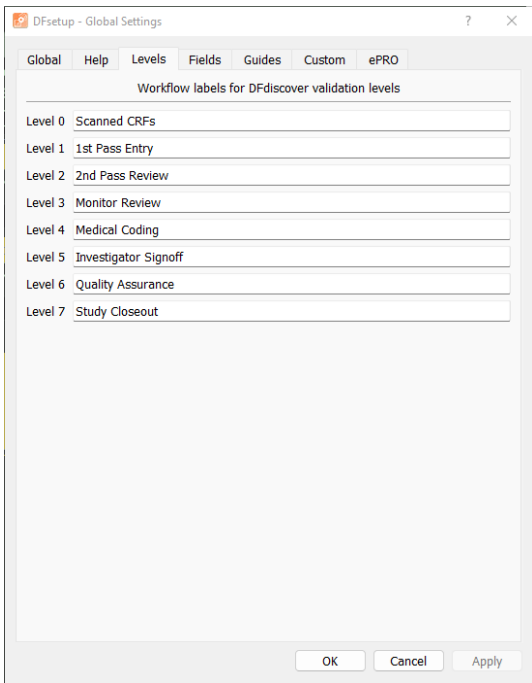 DFsetup - Global Settings ?
Global Help Levels Fields Guides Custom ePRO
Workflow labels for DFdiscover validation levels
Level 0 Scanned CRFs
Level 1 1st Pass Entry
Level 2 2nd Pass Review
Level 3 Monitor Review
Level 4 Medical Coding
Level 5 Investigator Signoff
Level 6 Quality Assurance
Level 7 Study Closeout
OK Cancel Apply